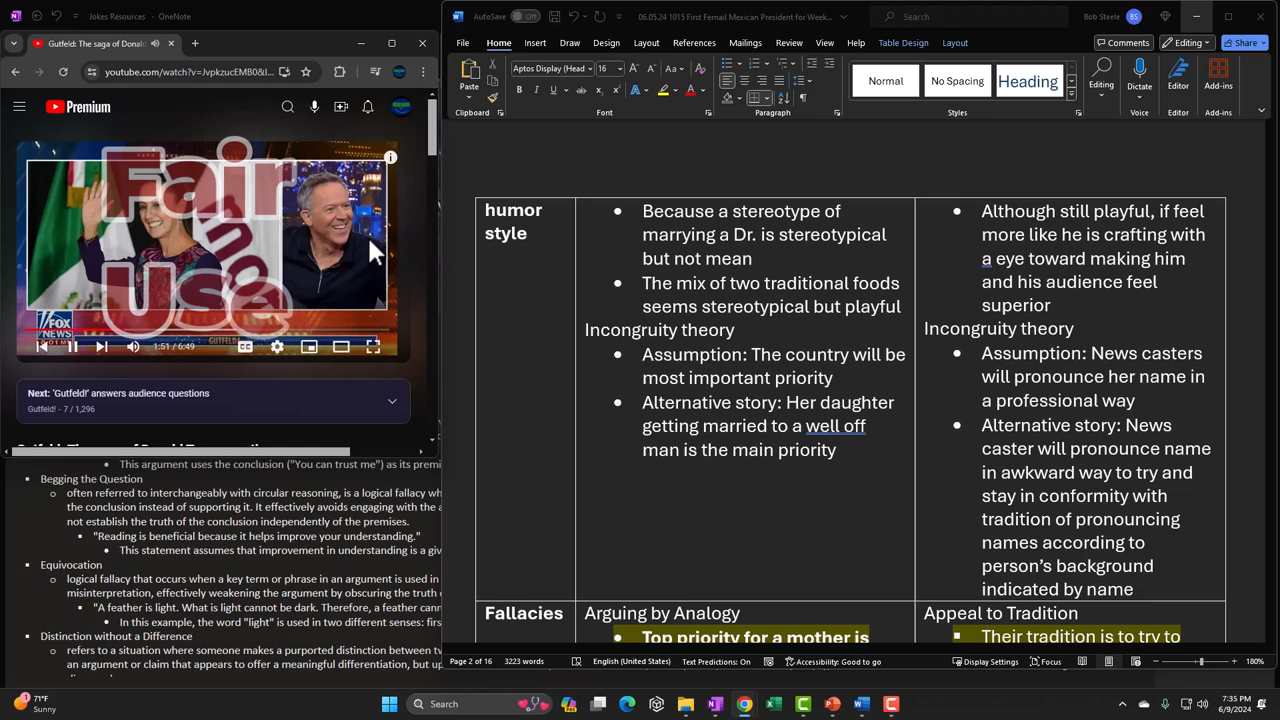 Jokes Resources - OneNote
Gutfeld: The saga of Donal
youtube.com/watch?v=JvpkzucEMB0&l...
Premium
Fair
and
Use
FOX
NEWS
GUTFELD!
1:51 / 6:49
Next: 'Gutfeld!' answers audience questions
Gutfeld! - 7 / 1,296
This argument uses the conclusion ("You can trust me") as its premi
Begging the Question
often referred to interchangeably with circular reasoning, is a logical fallacy wh
the conclusion instead of supporting it. It effectively avoids engaging with the a
not establish the truth of the conclusion independently of the premises.
"Reading is beneficial because it helps improve your understanding."
This statement assumes that improvement in understanding is a giv
Equivocation
logical fallacy that occurs when a key term or phrase in an argument is used in
misinterpretation, effectively weakening the argument by obscuring the truth
"A feather is light. What is light cannot be dark. Therefore, a feather cann
In this example, the word "light" is used in two different senses: firs
Distinction without a Difference
refers to a situation where someone makes a purported distinction between tw
an argument or claim that appears to offer a meaningful differentiation, but up
AutoSave Off
06.05.24 1015 First Femail Mexican President for Week...
Search
Bob Steele BS
File Home Insert Draw Design Layout References Mailings Review View Help Table Design Layout
Comments Editing Share
Paste
Aptos Display (Head 16
Normal No Spacing Heading
Editing Dictate Editor Add-ins
Clipboard Font Paragraph Styles Voice Editor Add-ins
humor
style
Because a stereotype of
marrying a Dr. is stereotypical
but not mean
The mix of two traditional foods
seems stereotypical but playful
Incongruity theory
Assumption: The country will be
most important priority
Alternative story: Her daughter
getting married to a well off
man is the main priority
Although still playful, if feel
more like he is crafting with
a eye toward making him
and his audience feel
superior
Incongruity theory
Assumption: News casters
will pronounce her name in
a professional way
Alternative story: News
caster will pronounce name
in awkward way to try and
stay in conformity with
tradition of pronouncing
names according to
person's background
indicated by name
Fallacies
Arguing by Analogy
Top priority for a mother is
Appeal to Tradition
Their tradition is to try to
Page 2 of 16 3223 words English (United States) Text Predictions: On Accessibility: Good to go Display Settings Focus 180%
71°F
Sunny
Search
7:35 PM
6/9/2024